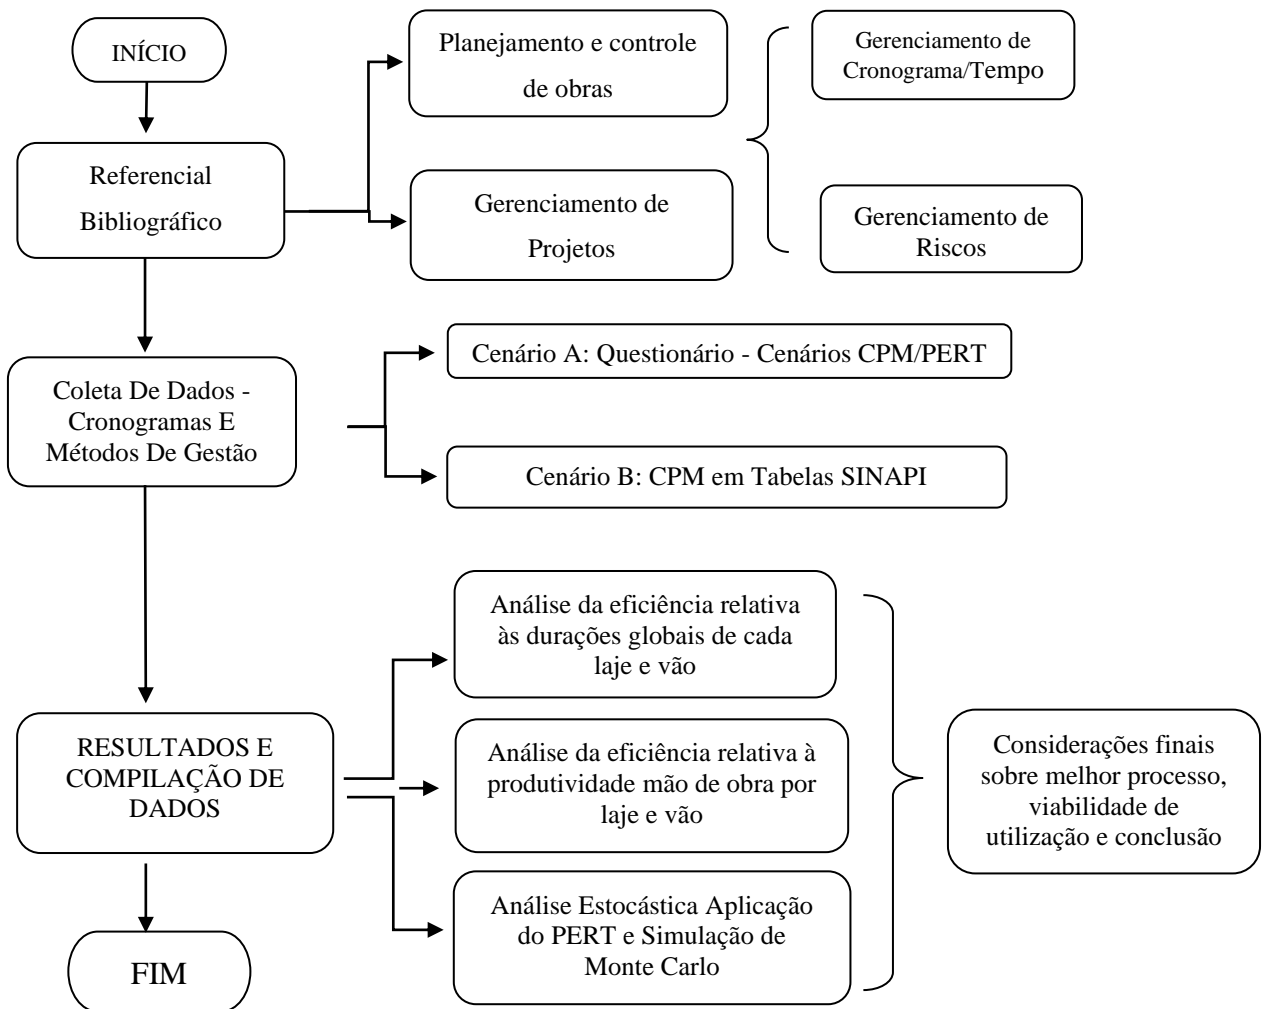 INÍCIO
Referencial
Bibliográfico
Planejamento e controle
de obras
Gerenciamento de
Projetos
Gerenciamento de
Cronograma/Tempo
Gerenciamento de
Riscos
Coleta De Dados -
Cronogramas E
Métodos De Gestão
Cenário A: Questionário - Cenários CPM/PERT
Cenário B: CPM em Tabelas SINAPI
RESULTADOS E
COMPILAÇÃO DE
DADOS
Análise da eficiência relativa
às durações globais de cada
laje e vão
Análise da eficiência relativa à
produtividade mão de obra por
laje e vão
Análise Estocástica Aplicação
do PERT e Simulação de
Monte Carlo
Considerações finais
sobre melhor processo,
viabilidade de
utilização e conclusão
FIM